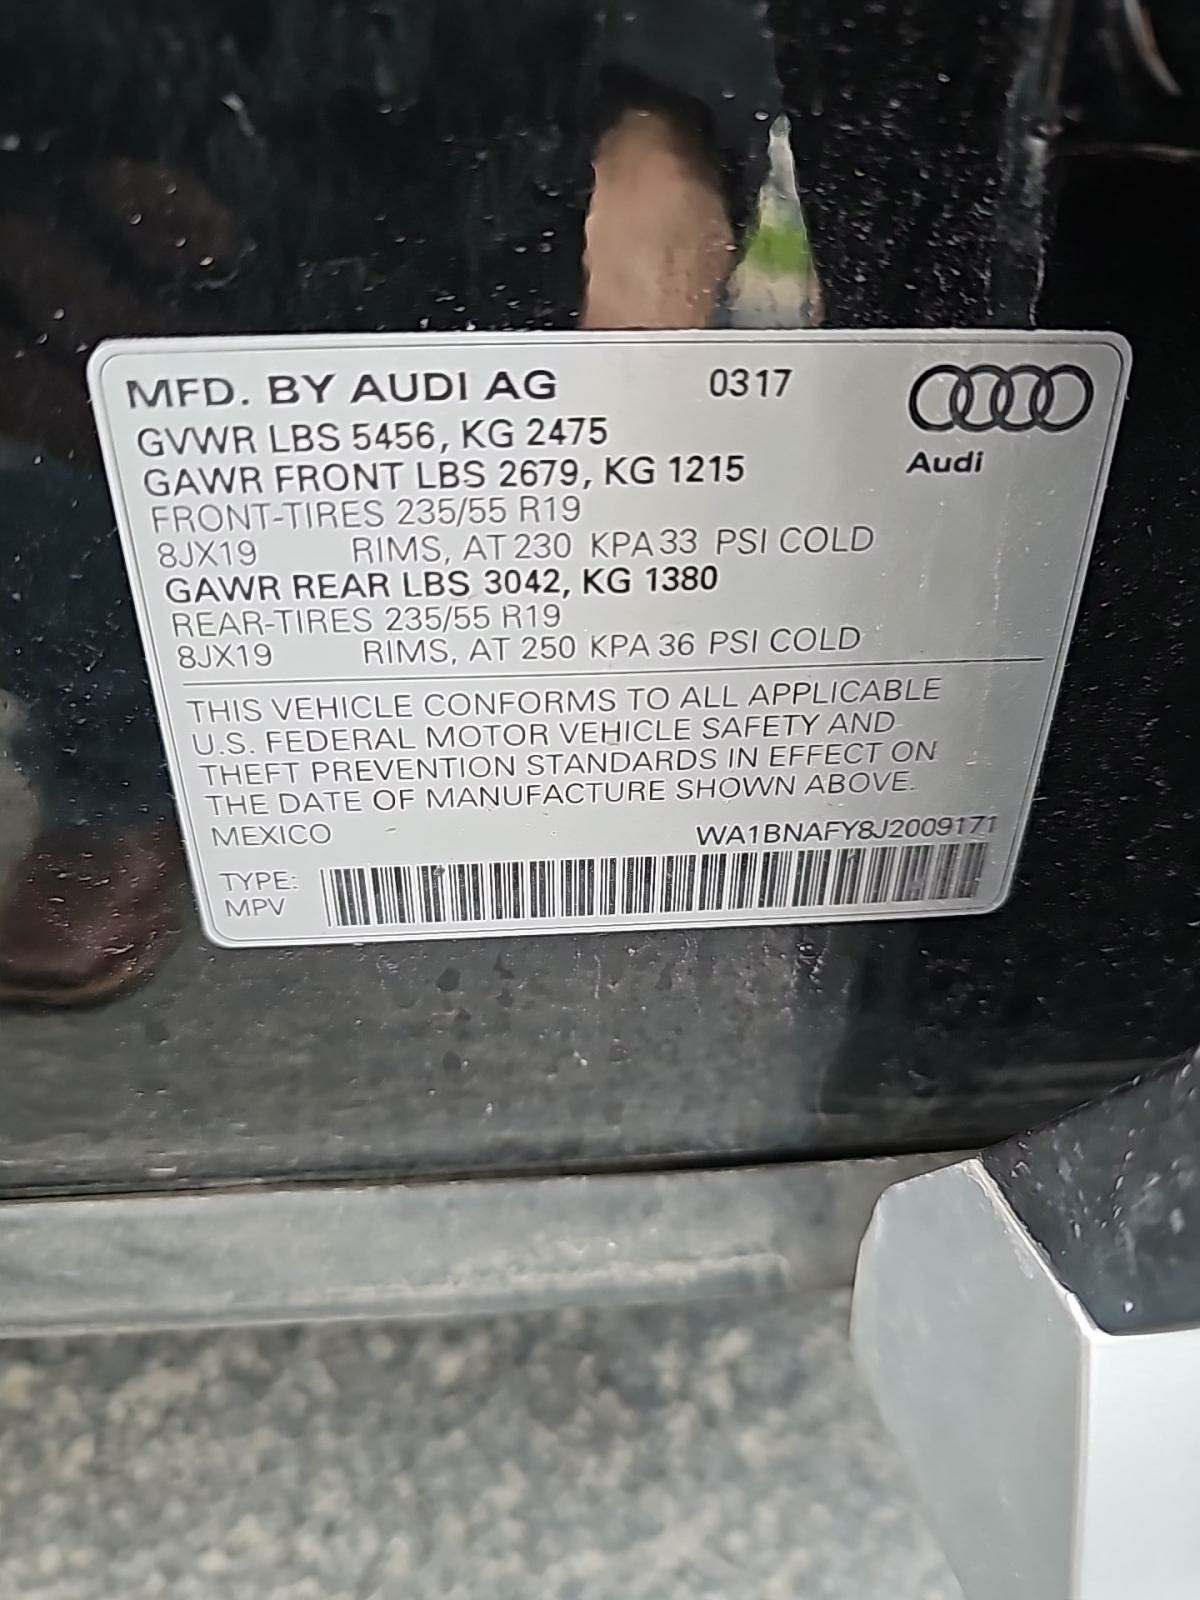 MFD. BY AUDI AG 0317
GVWR LBS 5456, KG 2475
GAWR FRONT LBS 2679, KG 1215
Audi
FRONT-TIRES 235/55 R19
8JX19 RIMS, AT 230 KPA 33 PSI COLD
GAWR REAR LBS 3042, KG 1380
REAR-TIRES 235/55 R19
8JX19 RIMS, AT 250 KPA 36 PSI COLD
THIS VEHICLE CONFORMS TO ALL APPLICABLE
U.S. FEDERAL MOTOR VEHICLE SAFETY AND
THEFT PREVENTION STANDARDS IN EFFECT ON
THE DATE OF MANUFACTURE SHOWN ABOVE.
MEXICO WA1BNAFY8J2009171
TYPE:
MPV